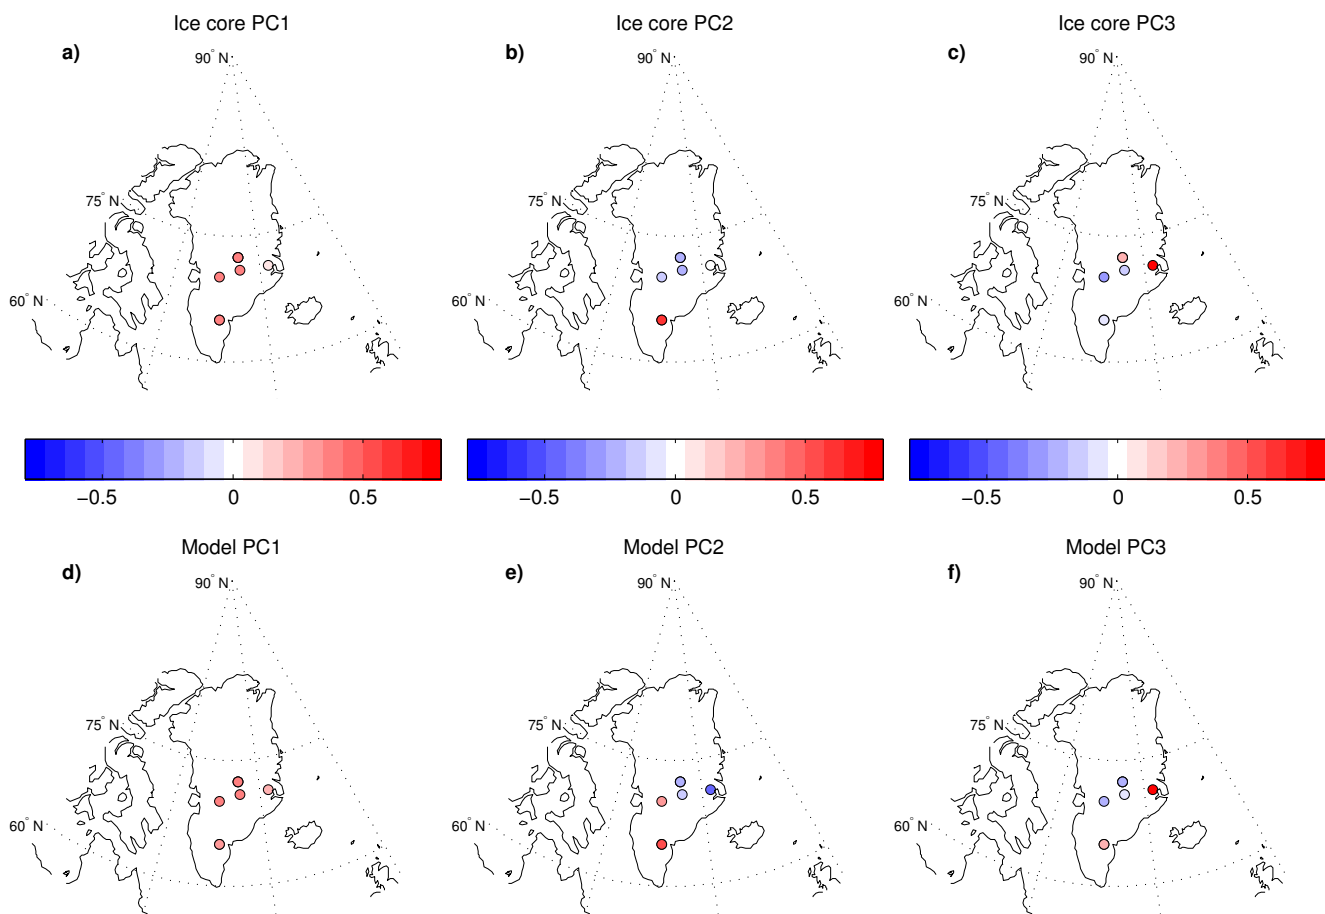 Ice core PC1
Ice core PC2
Ice core PC3
a)
b)
c)
90° N
90° N
90° N
75° N
75° N
75° N
60° N
60° N
60° N
−0.5 0 0.5
−0.5 0 0.5
−0.5 0 0.5
Model PC1
Model PC2
Model PC3
d)
e)
f)
90° N
90° N
90° N
75° N
75° N
75° N
60° N
60° N
60° N